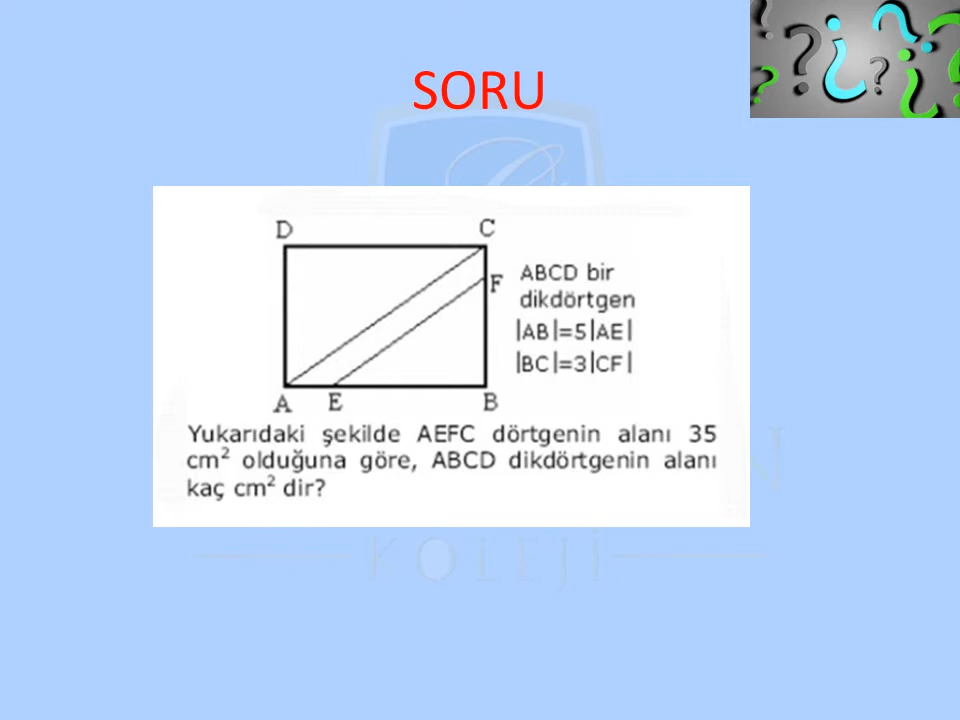 SORU
D C
F
A E B
ABCD bir
dikdörtgen
|AB|=5|AE|
|BC|=3|CF|
Yukarıdaki şekilde AEFC dörtgenin alanı 35
cm² olduğuna göre, ABCD dikdörtgenin alanı
kaç cm² dir?
KOLEJİ